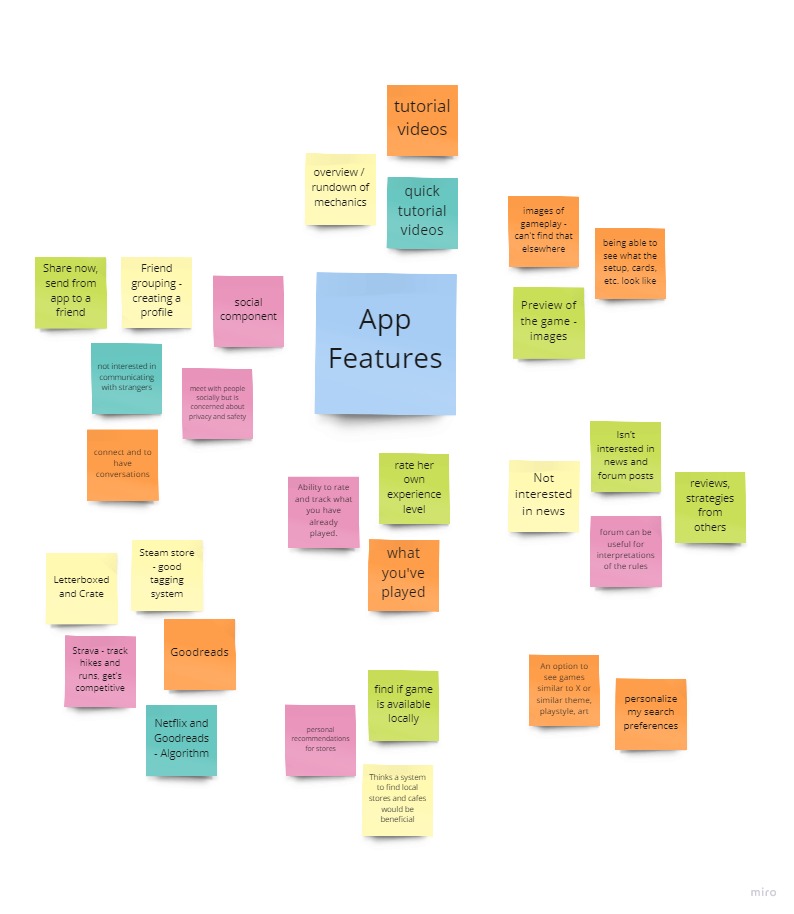 tutorial
videos
overview /
rundown of
mechanics
quick
tutorial
videos
images of
gameplay -
can't find that
elsewhere
being able to
see what the
setup, cards,
etc. look like
Preview of
the game -
images
Share now,
send from
app to a
friend
Friend
grouping -
creating a
profile
social
component
not interested in
communicating
with strangers
meet with people
socially but is
concerned about
privacy and safety
connect and to
have
conversations
App
Features
Ability to rate
and track what
you have
already
played.
rate her
own
experience
level
what
you've
played
Not
interested
in news
Isn't
interested in
news and
forum posts
reviews,
strategies
from
others
forum can be
useful for
interpretations
of the rules
Letterboxed
and Crate
Steam store
- good
tagging
system
Strava - track
hikes and
runs, get's
competitive
Goodreads
Netflix and
Goodreads
- Algorithm
personal
recommendations
for stores
find if game
is available
locally
Thinks a system
to find local
stores and cafes
would be
beneficial
An option to
see games
similar to X or
similar theme,
playstyle, art
personalize
my search
preferences
miro